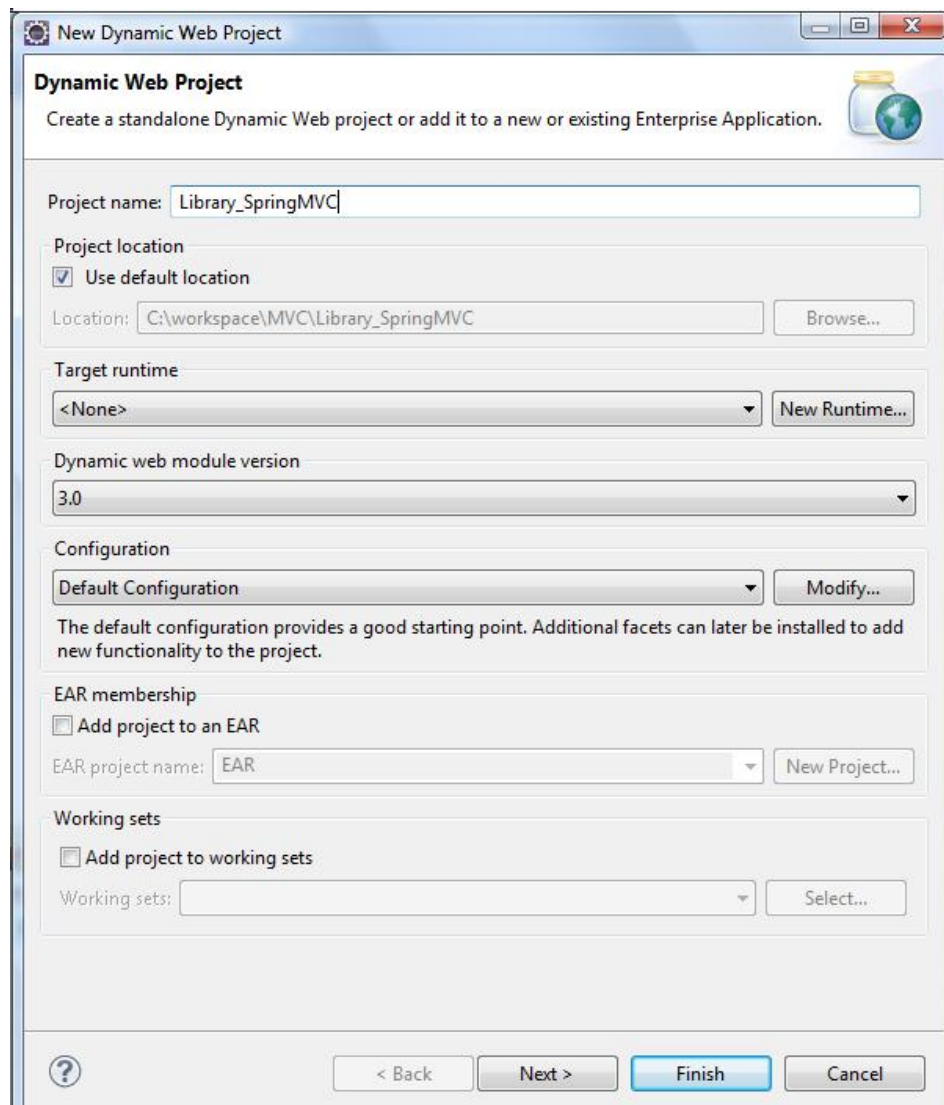 New Dynamic Web Project
Dynamic Web Project
Create a standalone Dynamic Web project or add it to a new or existing Enterprise Application.
Project name: Library_SpringMVC
Project location
Use default location
Location: C:\workspace\MVC\Library_SpringMVC Browse...
Target runtime
<None> New Runtime...
Dynamic web module version
3.0
Configuration
Default Configuration Modify...
The default configuration provides a good starting point. Additional facets can later be installed to add
new functionality to the project.
EAR membership
Add project to an EAR
EAR project name: EAR New Project...
Working sets
Add project to working sets
Working sets: Select...
? < Back Next > Finish Cancel